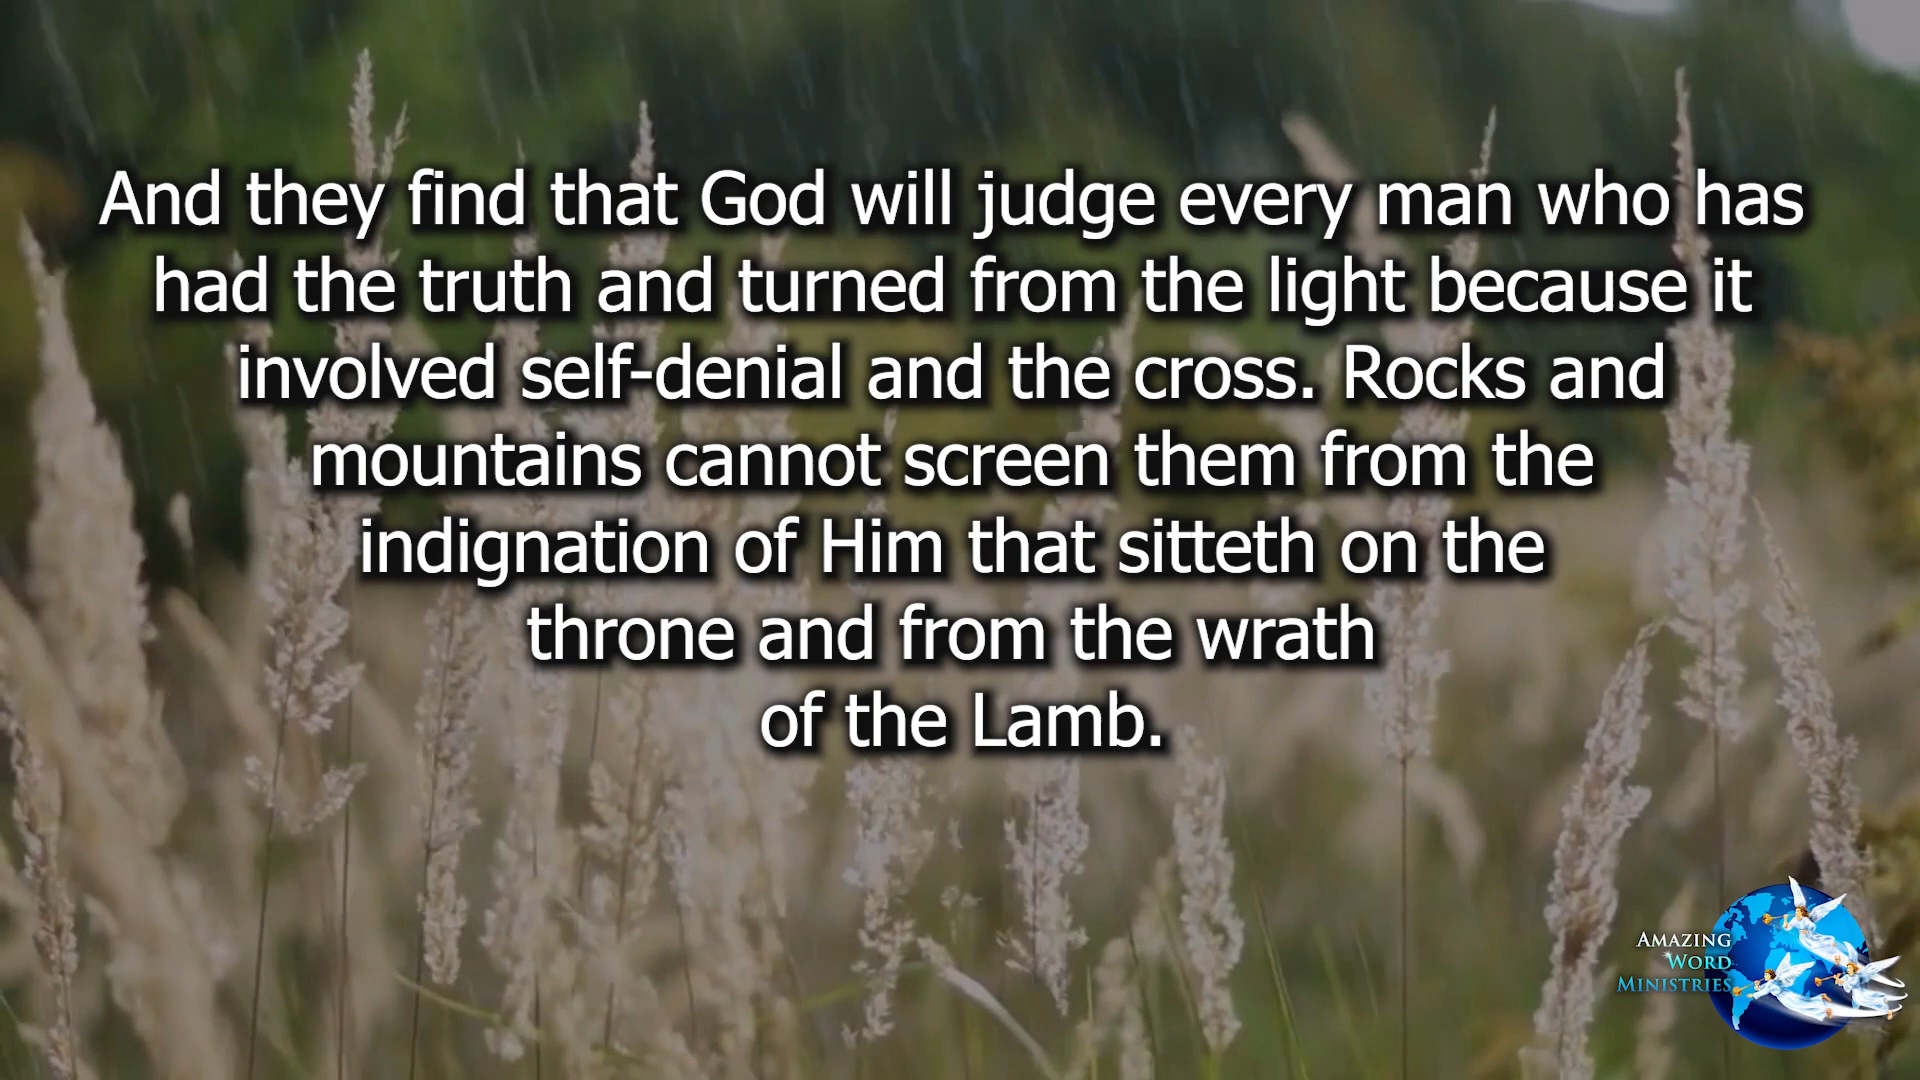 And they find that God will judge every man who has
had the truth and turned from the light because it
involved self-denial and the cross. Rocks and
mountains cannot screen them from the
indignation of Him that sitteth on the
throne and from the wrath
of the Lamb.
AMAZING
WORD
MINISTRIES